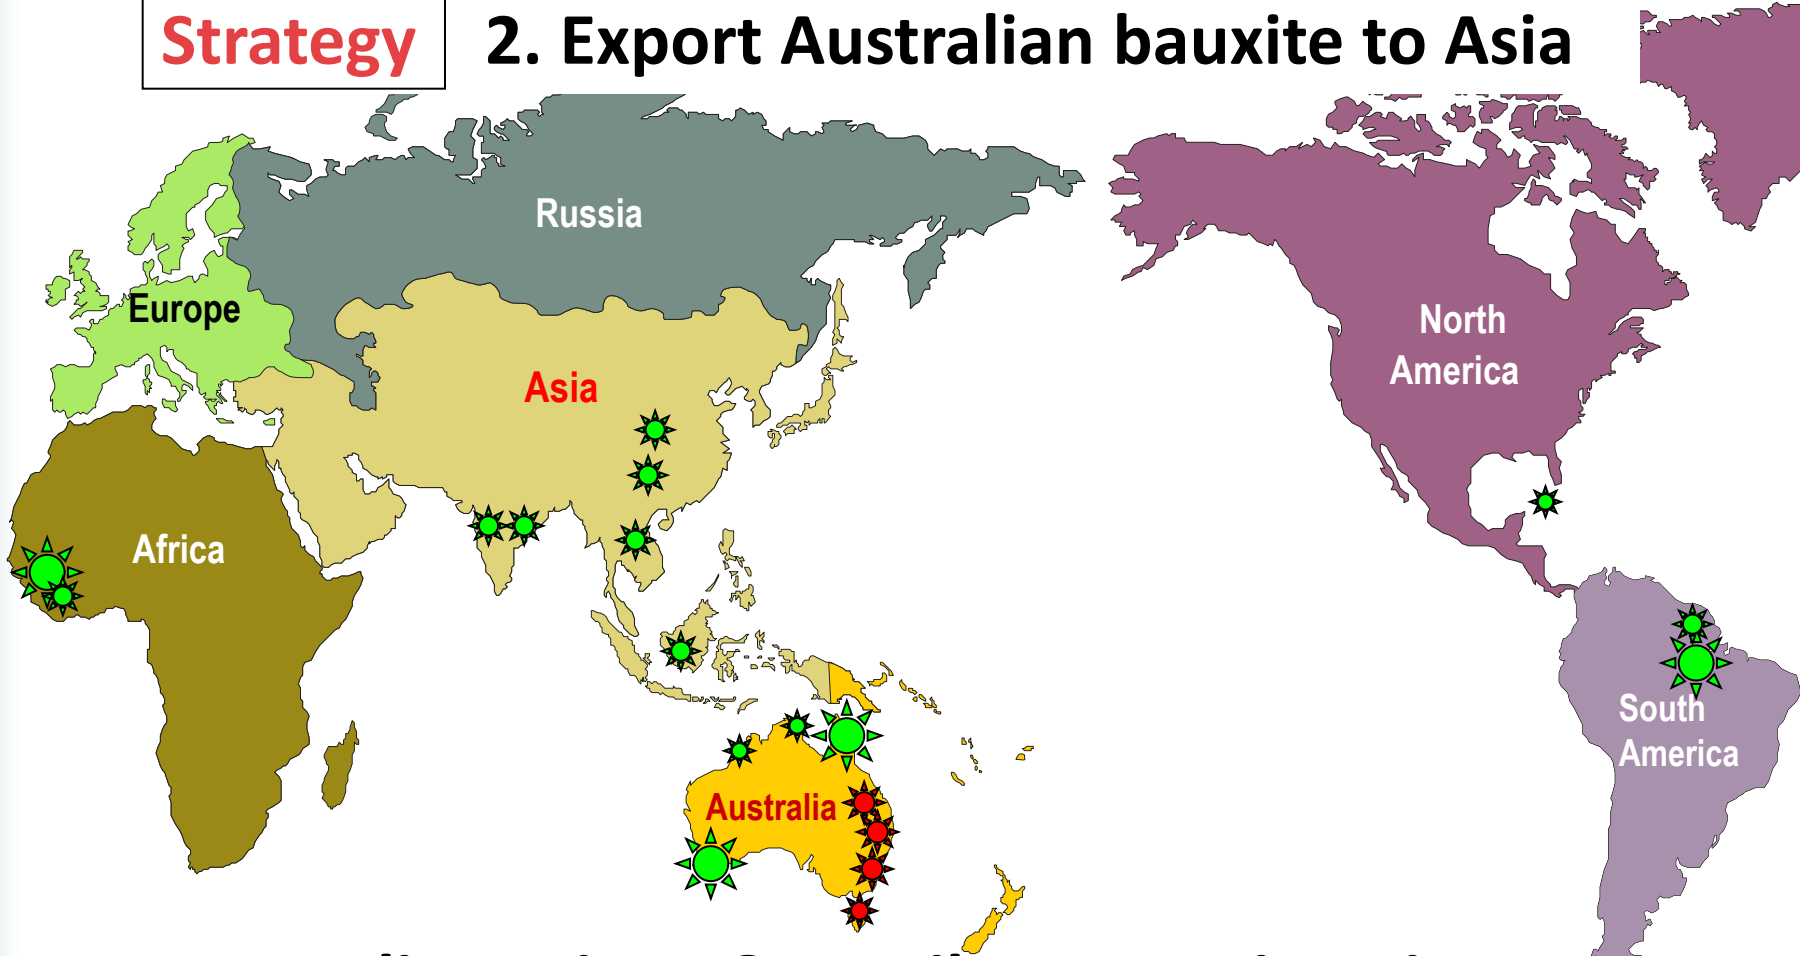 Strategy 2. Export Australian bauxite to Asia
Russia
Europe
North
America
Asia
Africa
South
America
Australia